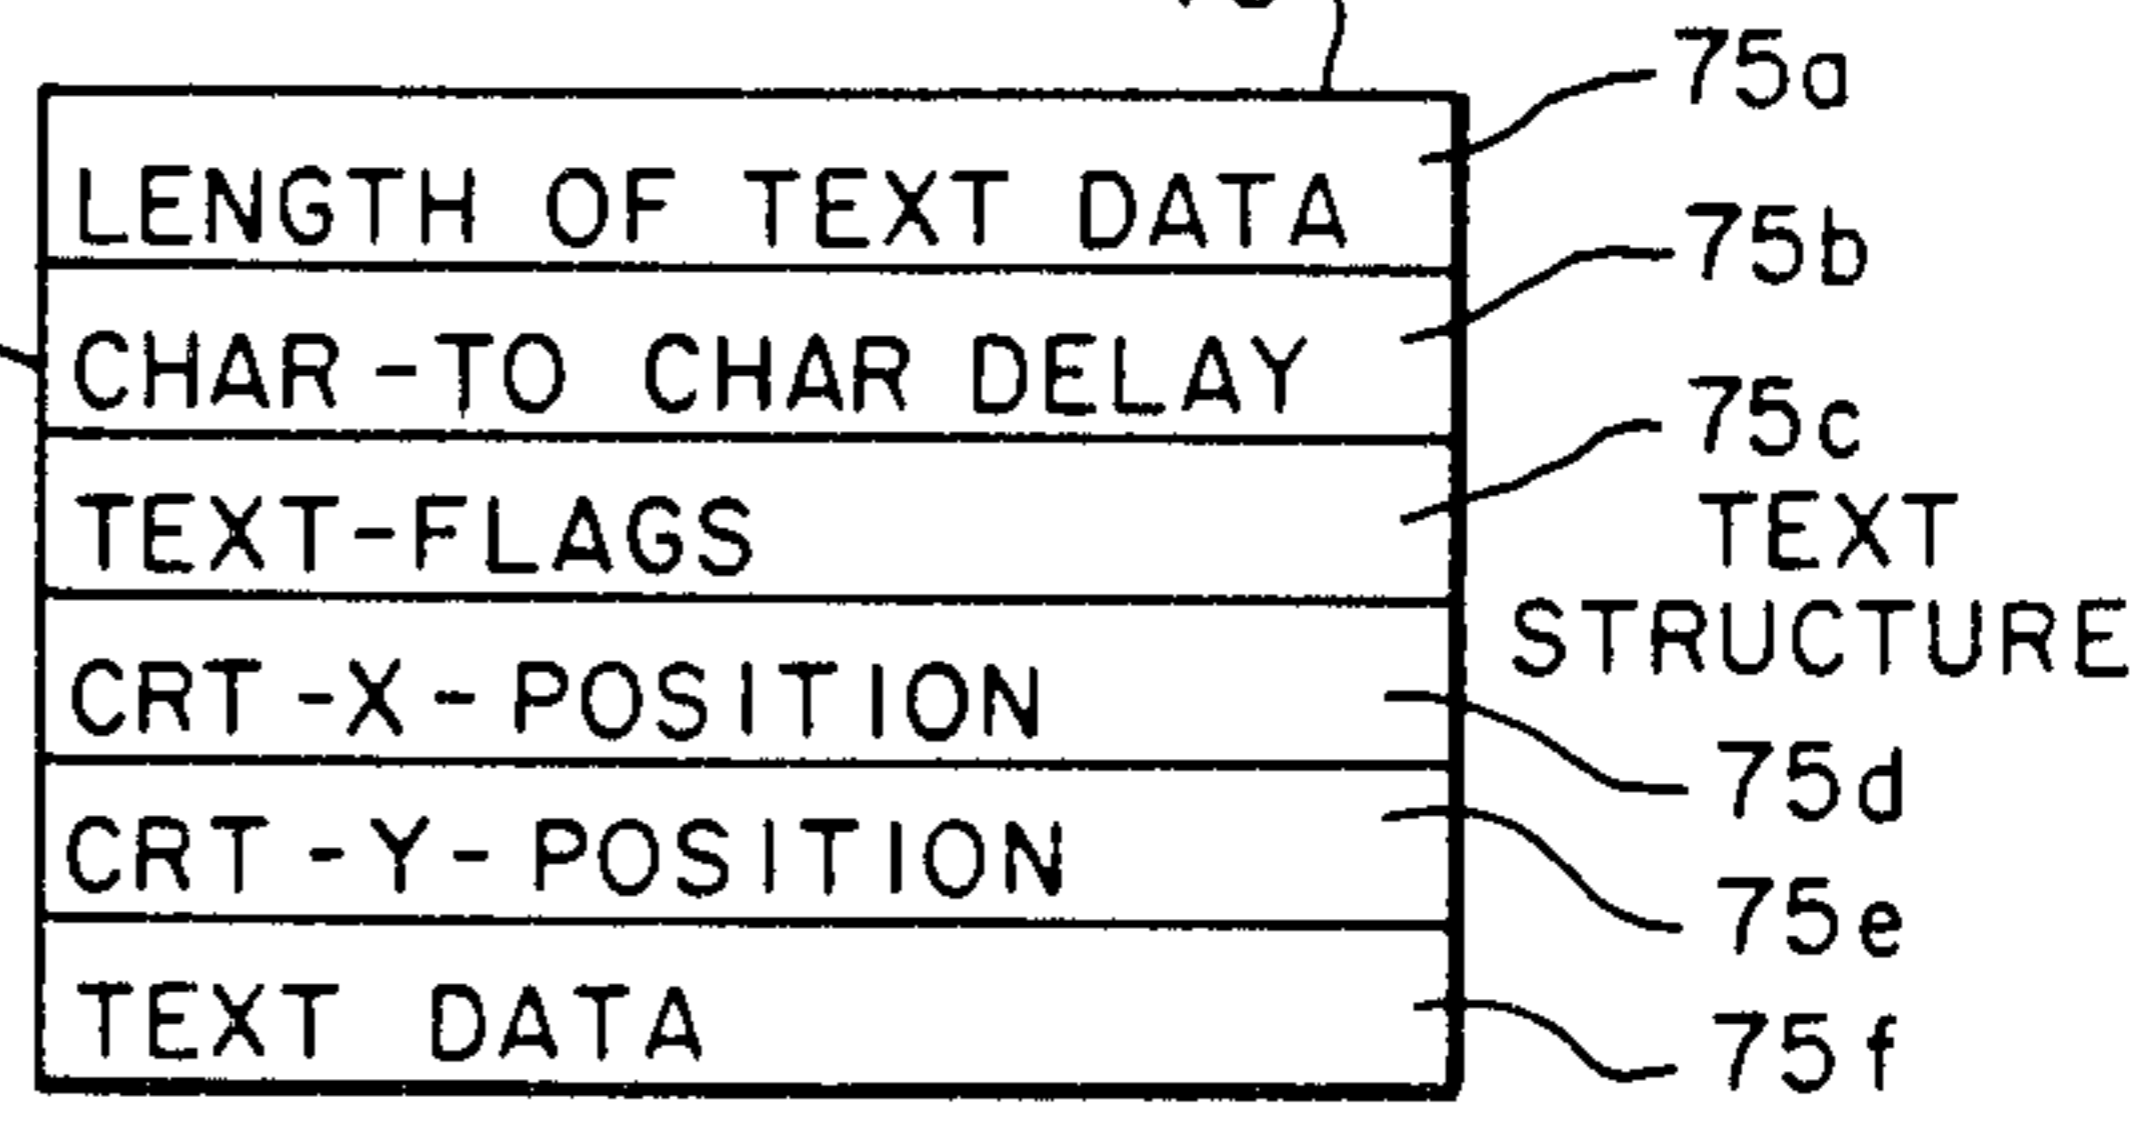 75a
LENGTH OF TEXT DATA
75b
CHAR-TO CHAR DELAY
75c
TEXT-FLAGS
TEXT
STRUCTURE
CRT-X-POSITION
75d
CRT-Y-POSITION
75e
TEXT DATA
75f